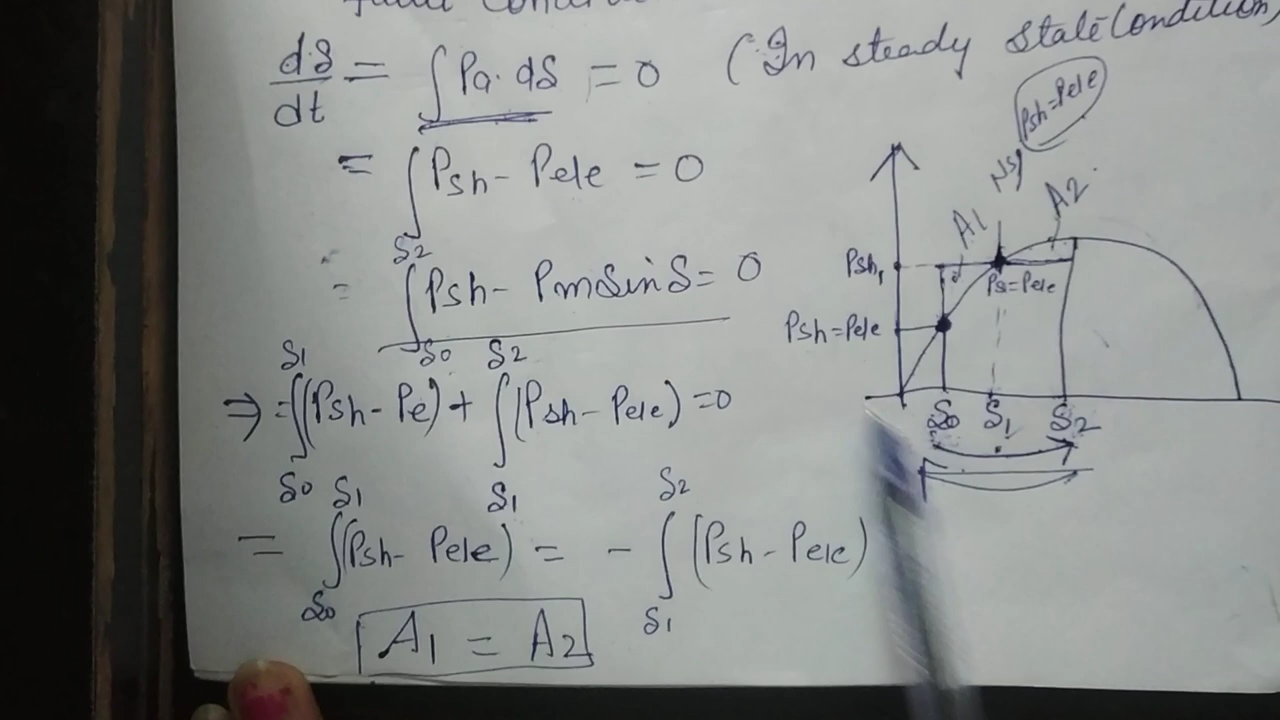 dδ/dt = ∫Pa·dδ = 0 (In steady state Condition)
= ∫Psh - Pele = 0
= ∫_{δ0}^{δ2} Psh - PmSinδ = 0
⇒ = ∫_{δ0}^{δ1} (Psh - Pe) + ∫_{δ1}^{δ2} (Psh - Pele) = 0
= ∫_{δ0}^{δ1} (Psh - Pele) = - ∫_{δ1}^{δ2} (Psh - Pele)
A1 = A2
Psh=Pele
Ns1
A1
A2
Psh1
Ps=Pele
Psh=Pele
δ0 δ1 δ2